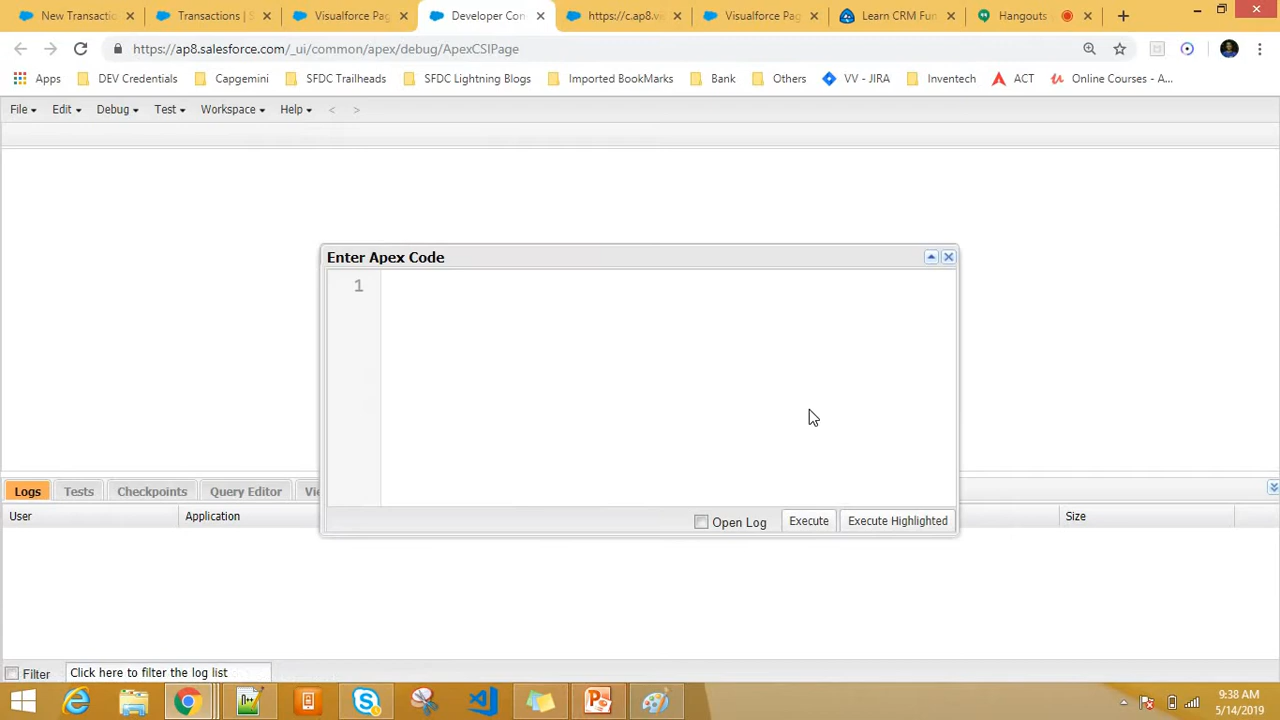 New Transactio
Transactions | S
Visualforce Pag
Developer Con
https://c.ap8.vi
Visualforce Pag
Learn CRM Fun
Hangouts
https://ap8.salesforce.com/_ui/common/apex/debug/ApexCSIPage
Apps
DEV Credentials
Capgemini
SFDC Trailheads
SFDC Lightning Blogs
Imported BookMarks
Bank
Others
VV - JIRA
Inventech
ACT
Online Courses - A...
File
Edit
Debug
Test
Workspace
Help
< >
Enter Apex Code
1
Open Log
Execute
Execute Highlighted
Logs
Tests
Checkpoints
Query Editor
Vi
User
Application
Size
Filter
Click here to filter the log list
9:38 AM
5/14/2019